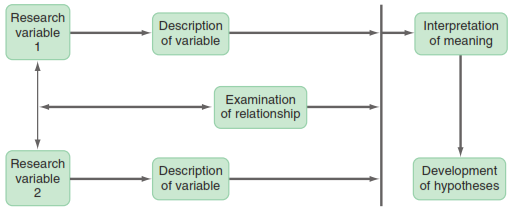 Research
variable
1
Description
of variable
Interpretation
of meaning
Examination
of relationship
Research
variable
2
Description
of variable
Development
of hypotheses